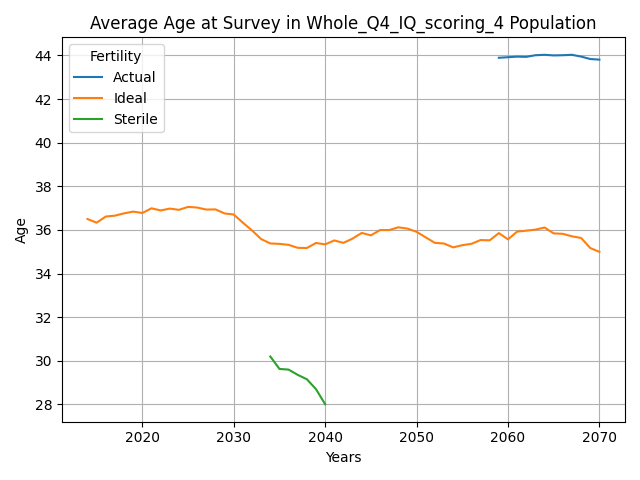 Average Age at Survey in Whole_Q4_IQ_scoring_4 Population
Fertility
Actual
Ideal
Sterile
Age
44
42
40
38
36
34
32
30
28
2020 2030 2040 2050 2060 2070
Years